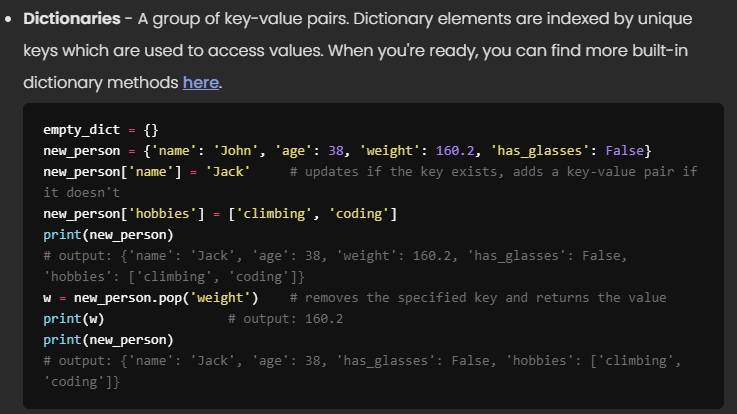 • Dictionaries - A group of key-value pairs. Dictionary elements are indexed by unique
keys which are used to access values. When you're ready, you can find more built-in
dictionary methods here.
empty_dict = {}
new_person = {'name': 'John', 'age': 38, 'weight': 160.2, 'has_glasses': False}
new_person['name'] = 'Jack'     # updates if the key exists, adds a key-value pair if
it doesn't
new_person['hobbies'] = ['climbing', 'coding']
print(new_person)
# output: {'name': 'Jack', 'age': 38, 'weight': 160.2, 'has_glasses': False,
'hobbies': ['climbing', 'coding']}
w = new_person.pop('weight')    # removes the specified key and returns the value
print(w)                # output: 160.2
print(new_person)
# output: {'name': 'Jack', 'age': 38, 'has_glasses': False, 'hobbies': ['climbing',
'coding']}